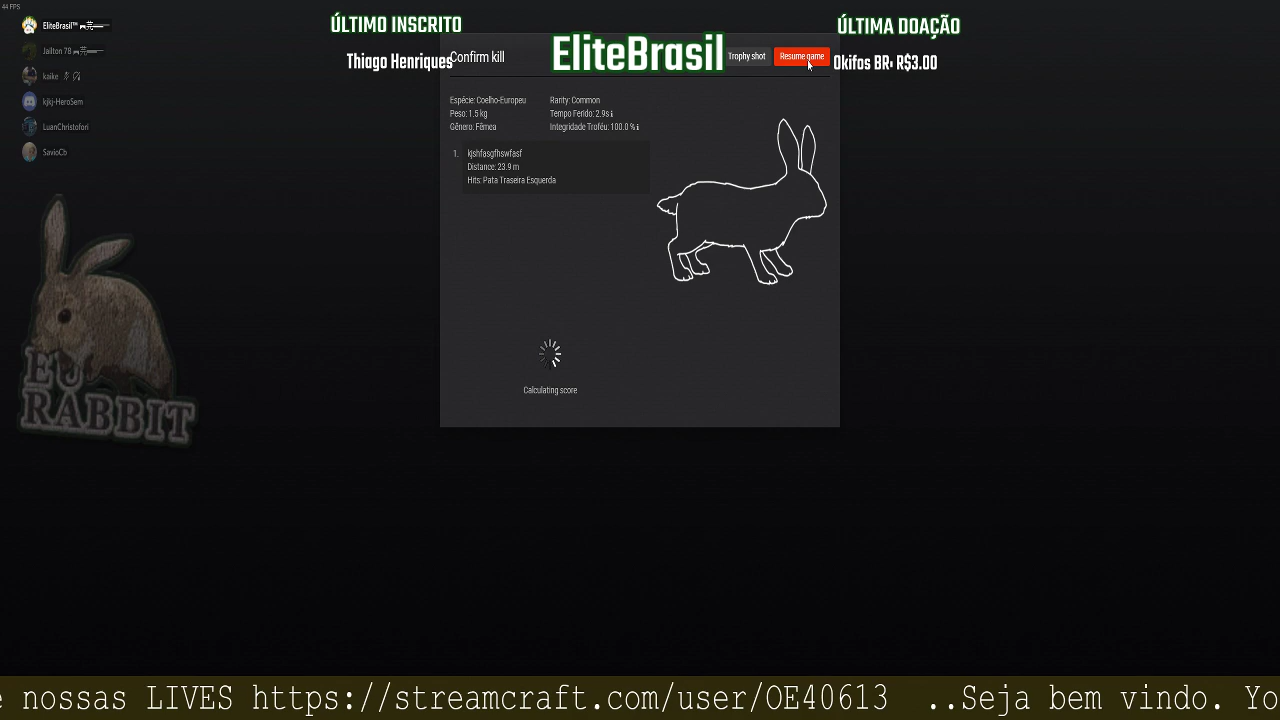 44 FPS
EliteBrasil™
Jailton 78
kaike
kjkj-HeroSem
LuanChristofori
SavioCb
ÚLTIMO INSCRITO
Thiago Henriques
EliteBrasil
ÚLTIMA DOAÇÃO
Okifos BR: R$3.00
Confirm kill
Trophy shot
Resume game
Espécie: Coelho-Europeu
Peso: 1.5 kg
Gênero: Fêmea
Rarity: Common
Tempo Ferido: 2.9s
Integridade Troféu: 100.0 %
1. kjshfasgfhswfasf
Distance: 23.9 m
Hits: Pata Traseira Esquerda
Calculating score
EJ
RABBIT
e nossas LIVES https://streamcraft.com/user/OE40613 ..Seja bem vindo. Yo